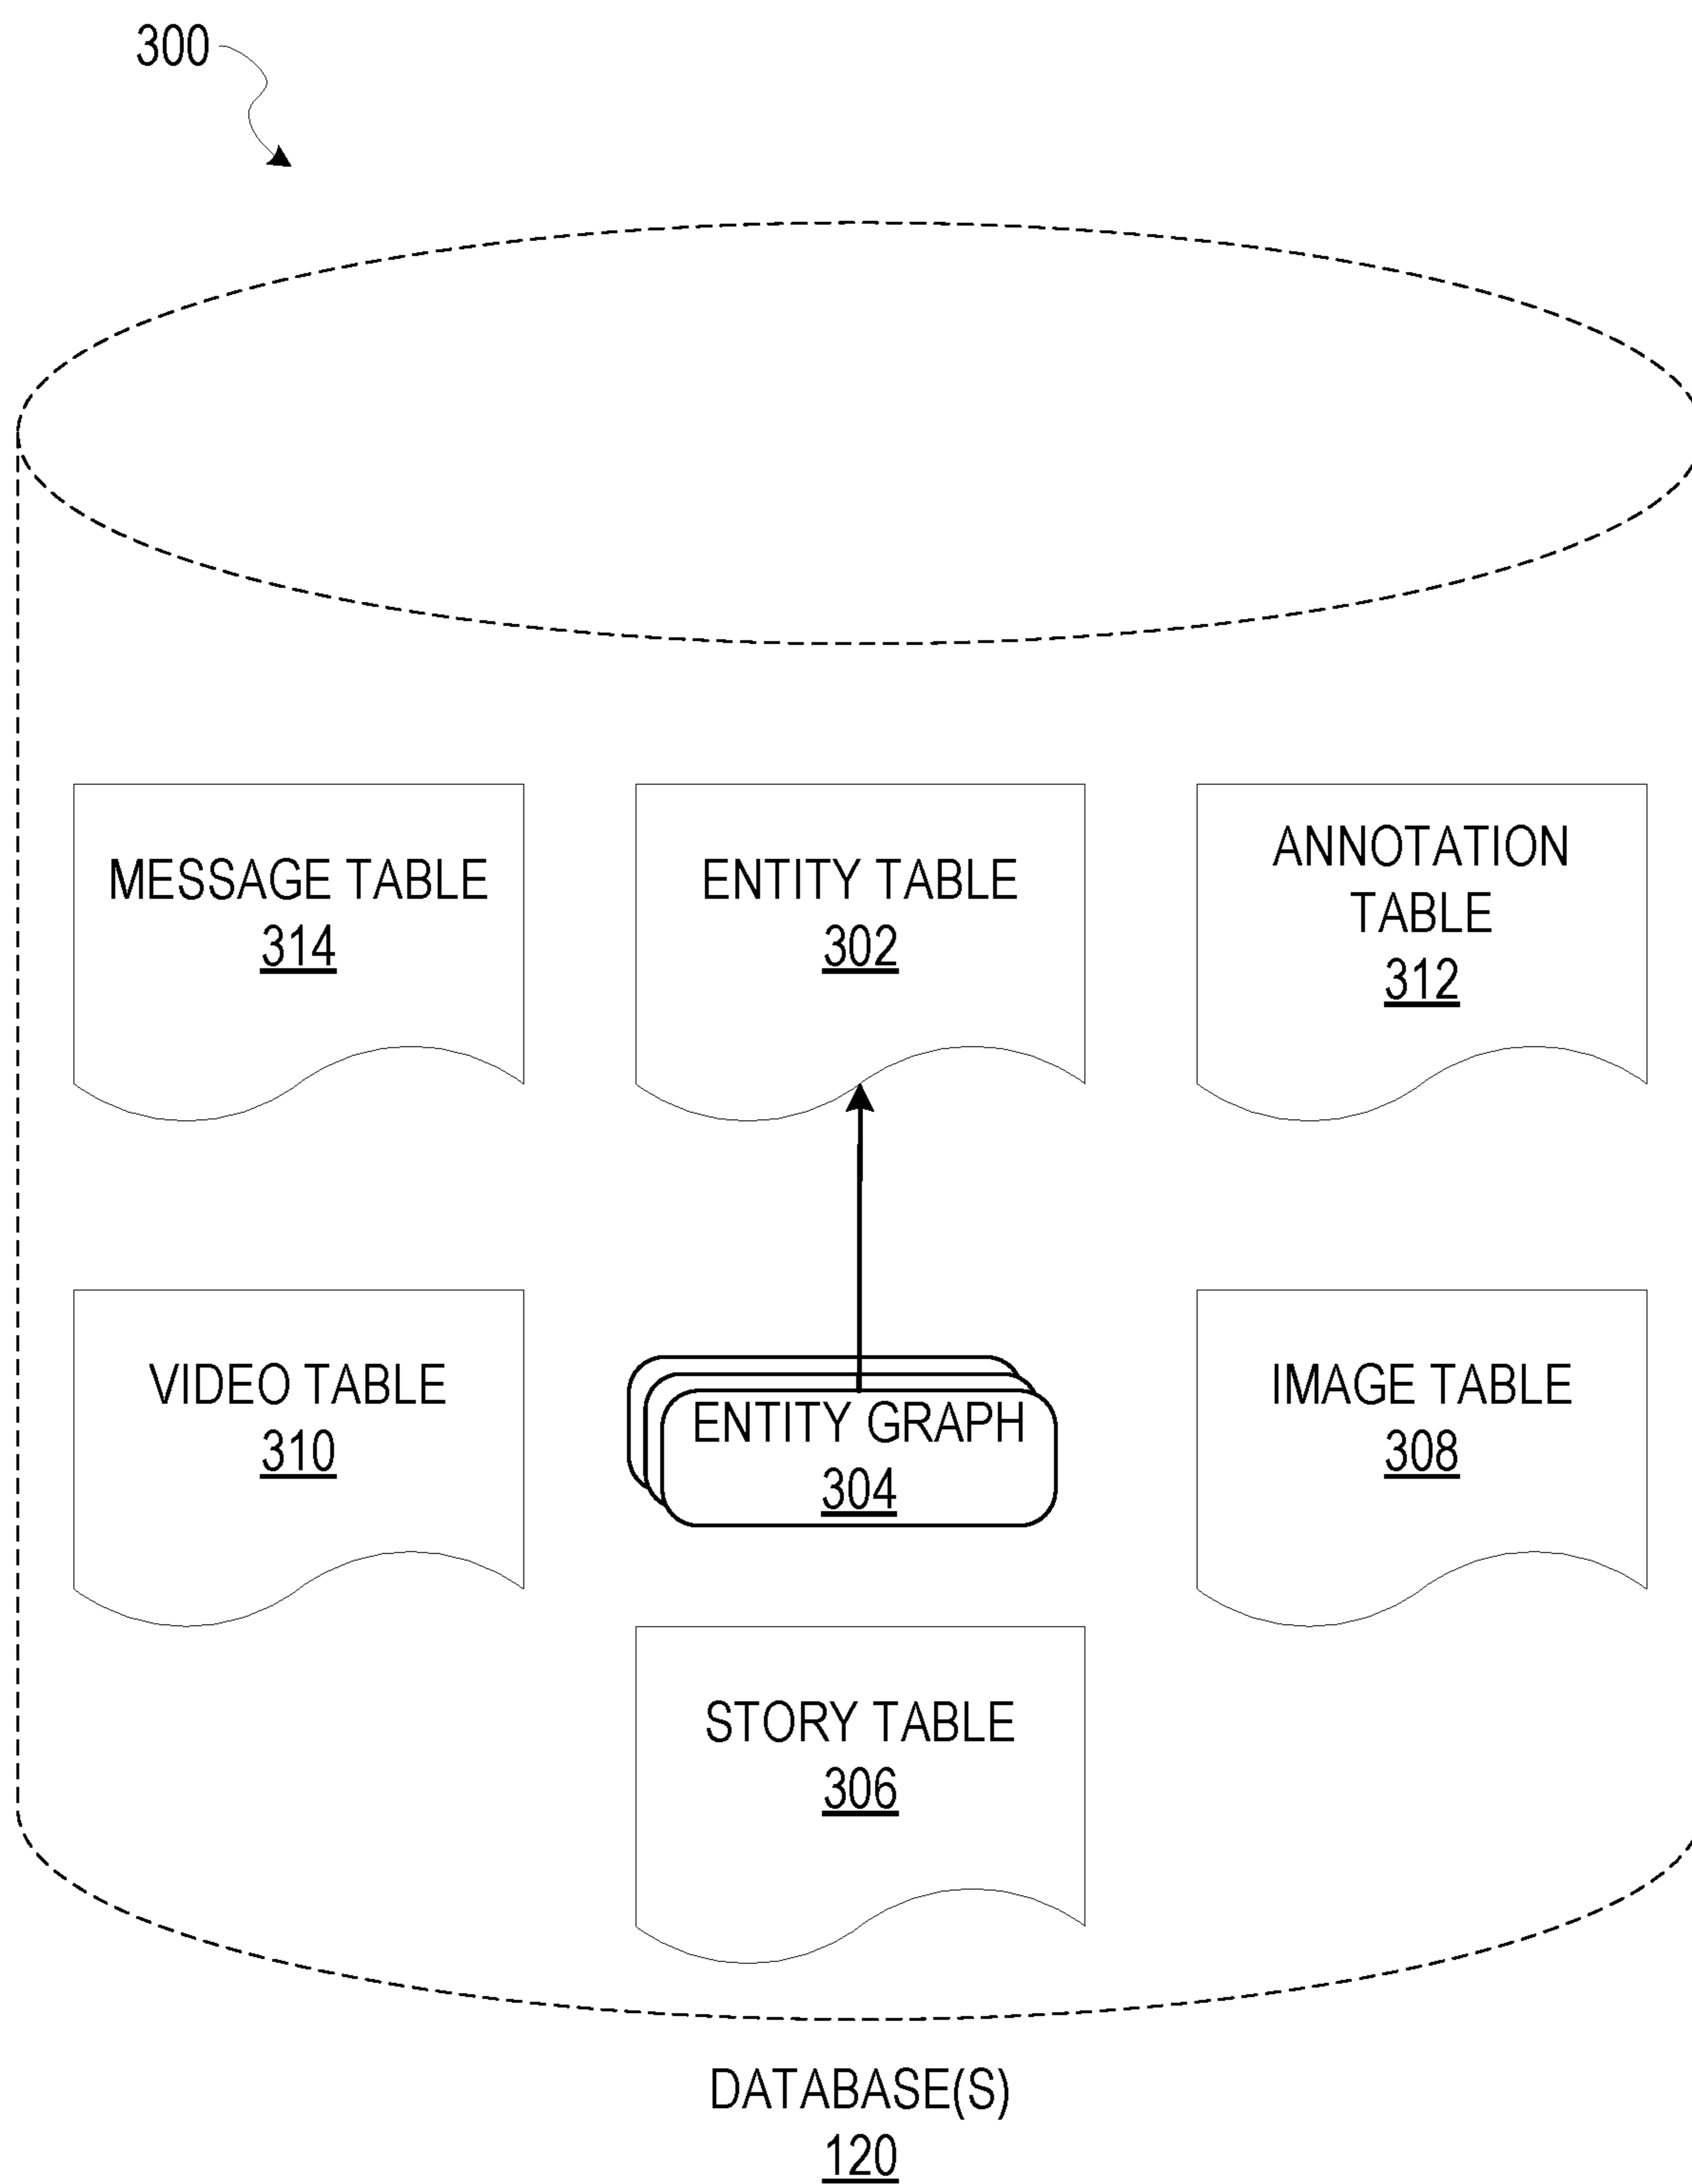 300
MESSAGE TABLE
314
ENTITY TABLE
302
ANNOTATION
TABLE
312
VIDEO TABLE
310
ENTITY GRAPH
304
IMAGE TABLE
308
STORY TABLE
306
DATABASE(S)
120